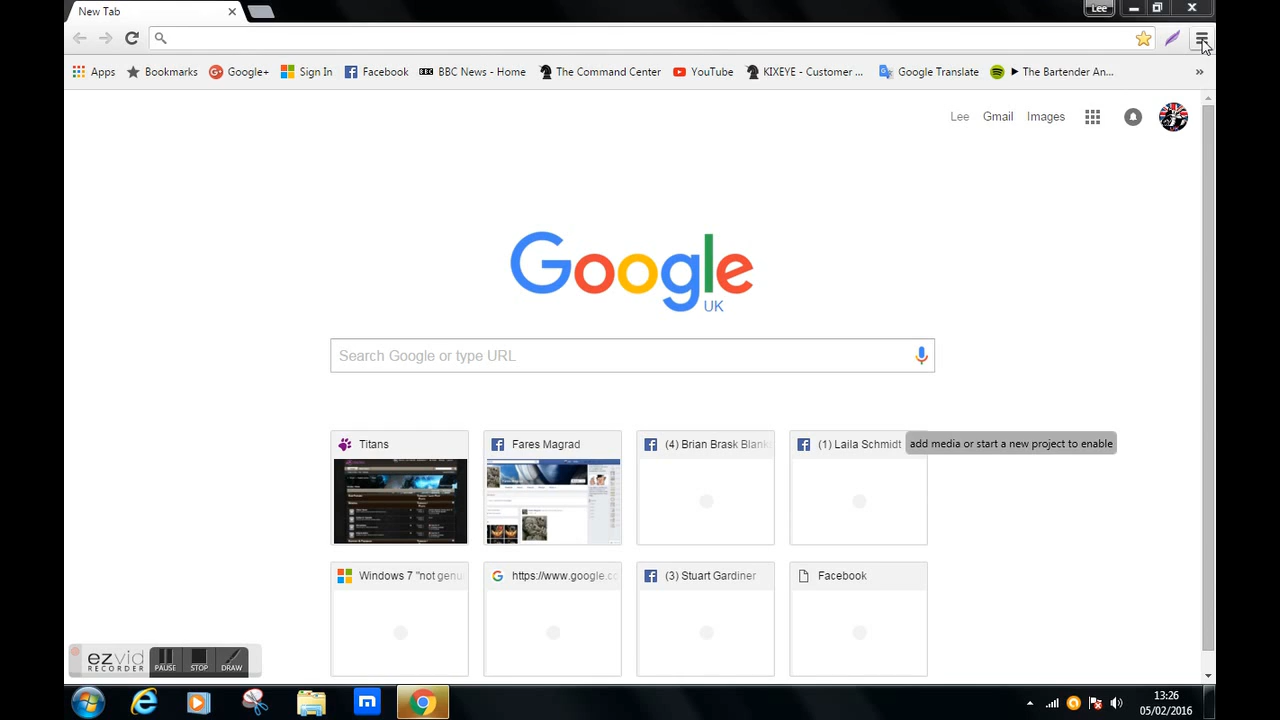 New Tab
Lee
Apps
Bookmarks
Google+
Sign In
Facebook
BBC News - Home
The Command Center
YouTube
KIXEYE - Customer ...
Google Translate
The Bartender An...
»
Lee
Gmail
Images
Google
UK
Search Google or type URL
Titans
Fares Magrad
(4) Brian Brask Blank
(1) Laila Schmidt
add media or start a new project to enable
Windows 7 "not genu
https://www.google.co
(3) Stuart Gardiner
Facebook
ezvid
RECORDER
PAUSE
STOP
DRAW
13:26
05/02/2016